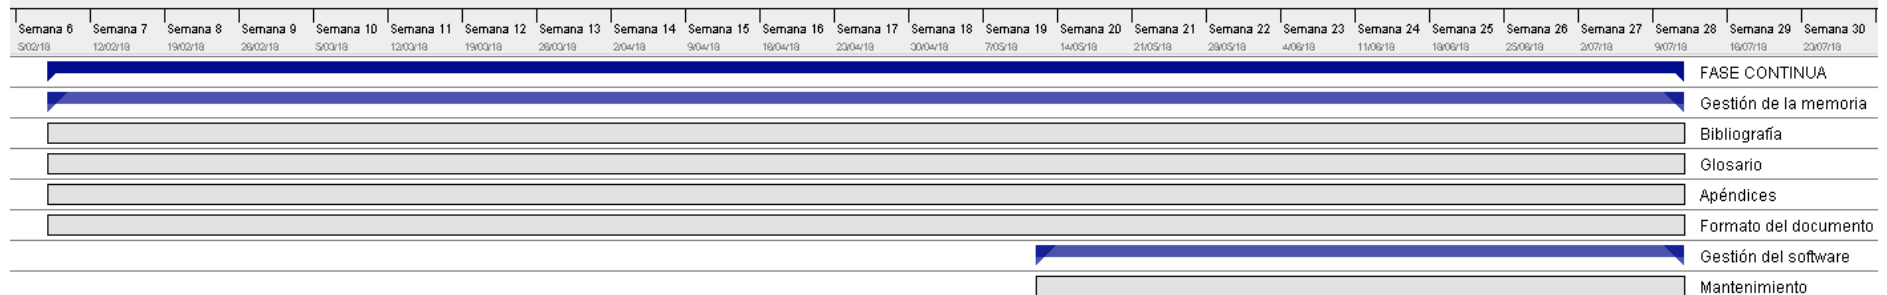 Semana 6 Semana 7 Semana 8 Semana 9 Semana 10 Semana 11 Semana 12 Semana 13 Semana 14 Semana 15 Semana 16 Semana 17 Semana 18 Semana 19 Semana 20 Semana 21 Semana 22 Semana 23 Semana 24 Semana 25 Semana 26 Semana 27 Semana 28 Semana 29 Semana 30
5/02/18 12/02/18 19/02/18 26/02/18 5/03/18 12/03/18 19/03/18 26/03/18 2/04/18 9/04/18 16/04/18 23/04/18 30/04/18 7/05/18 14/05/18 21/05/18 28/05/18 4/06/18 11/06/18 18/06/18 25/06/18 2/07/18 9/07/18 16/07/18 23/07/18
FASE CONTINUA
Gestión de la memoria
Bibliografía
Glosario
Apéndices
Formato del documento
Gestión del software
Mantenimiento